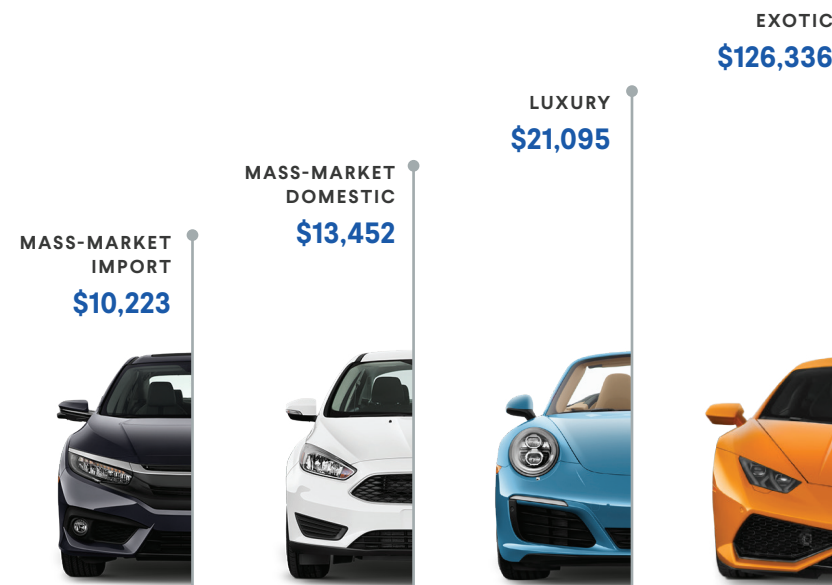 MASS-MARKET
IMPORT
$10,223
MASS-MARKET
DOMESTIC
$13,452
LUXURY
$21,095
EXOTIC
$126,336